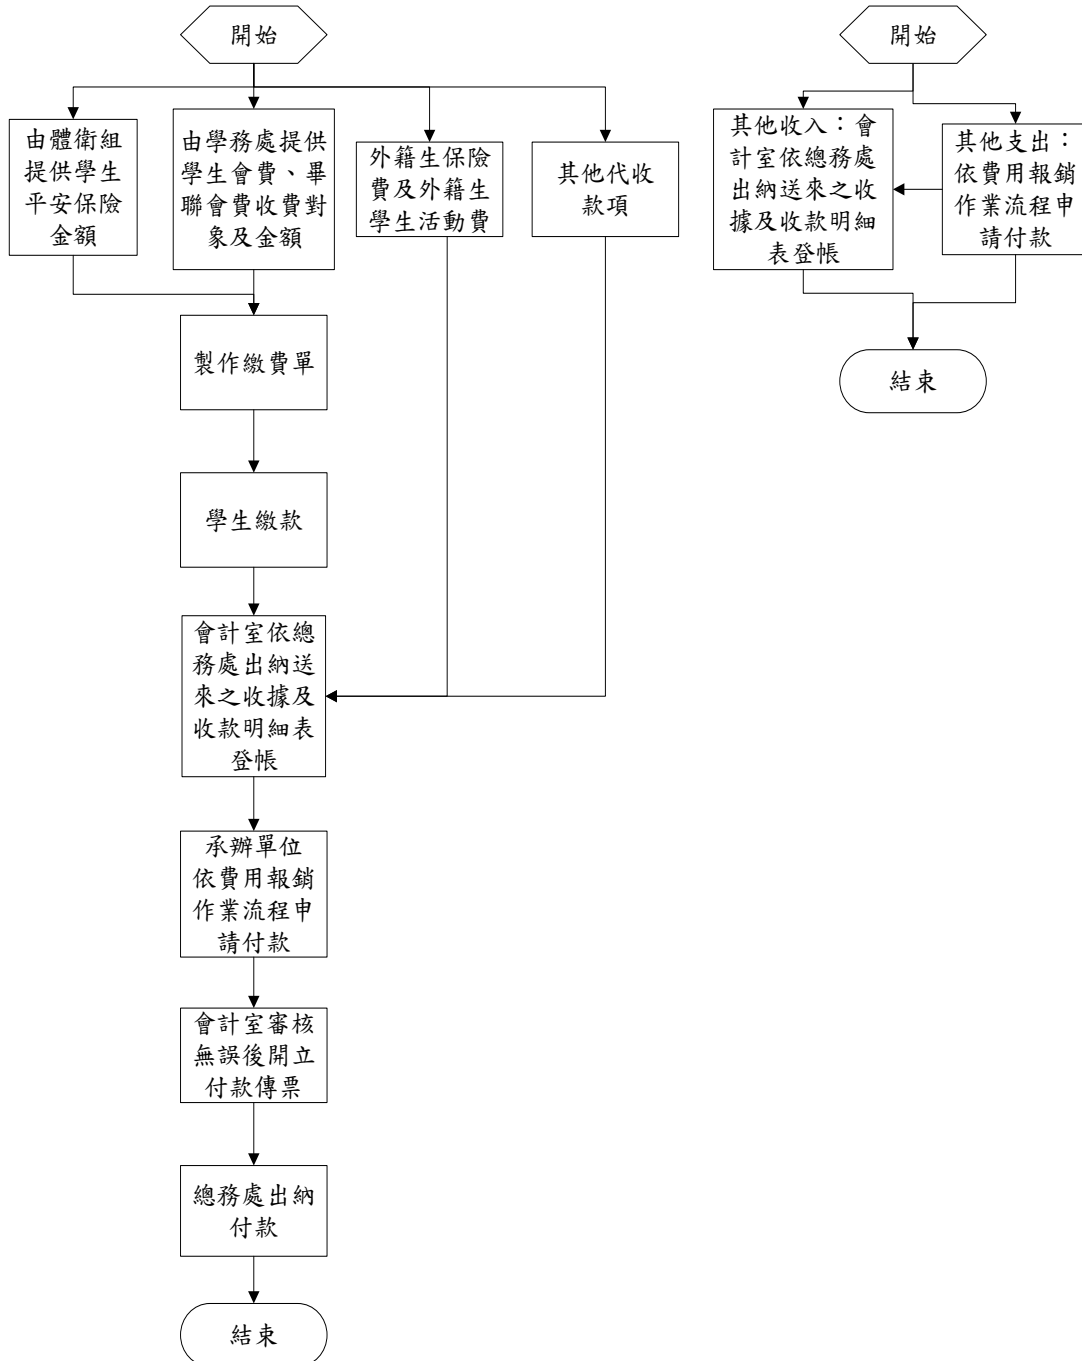 開始
由體衛組
提供學生
平安保險
金額
由學務處提供
學生會費、畢
聯會費收費對
象及金額
外籍生保險
費及外籍生
學生活動費
其他代收
款項
製作繳費單
學生繳款
會計室依總
務處出納送
來之收據及
收款明細表
登帳
承辦單位
依費用報銷
作業流程申
請付款
會計室審核
無誤後開立
付款傳票
總務處出納
付款
結束
開始
其他收入：會
計室依總務處
出納送來之收
據及收款明細
表登帳
其他支出：
依費用報銷
作業流程申
請付款
結束